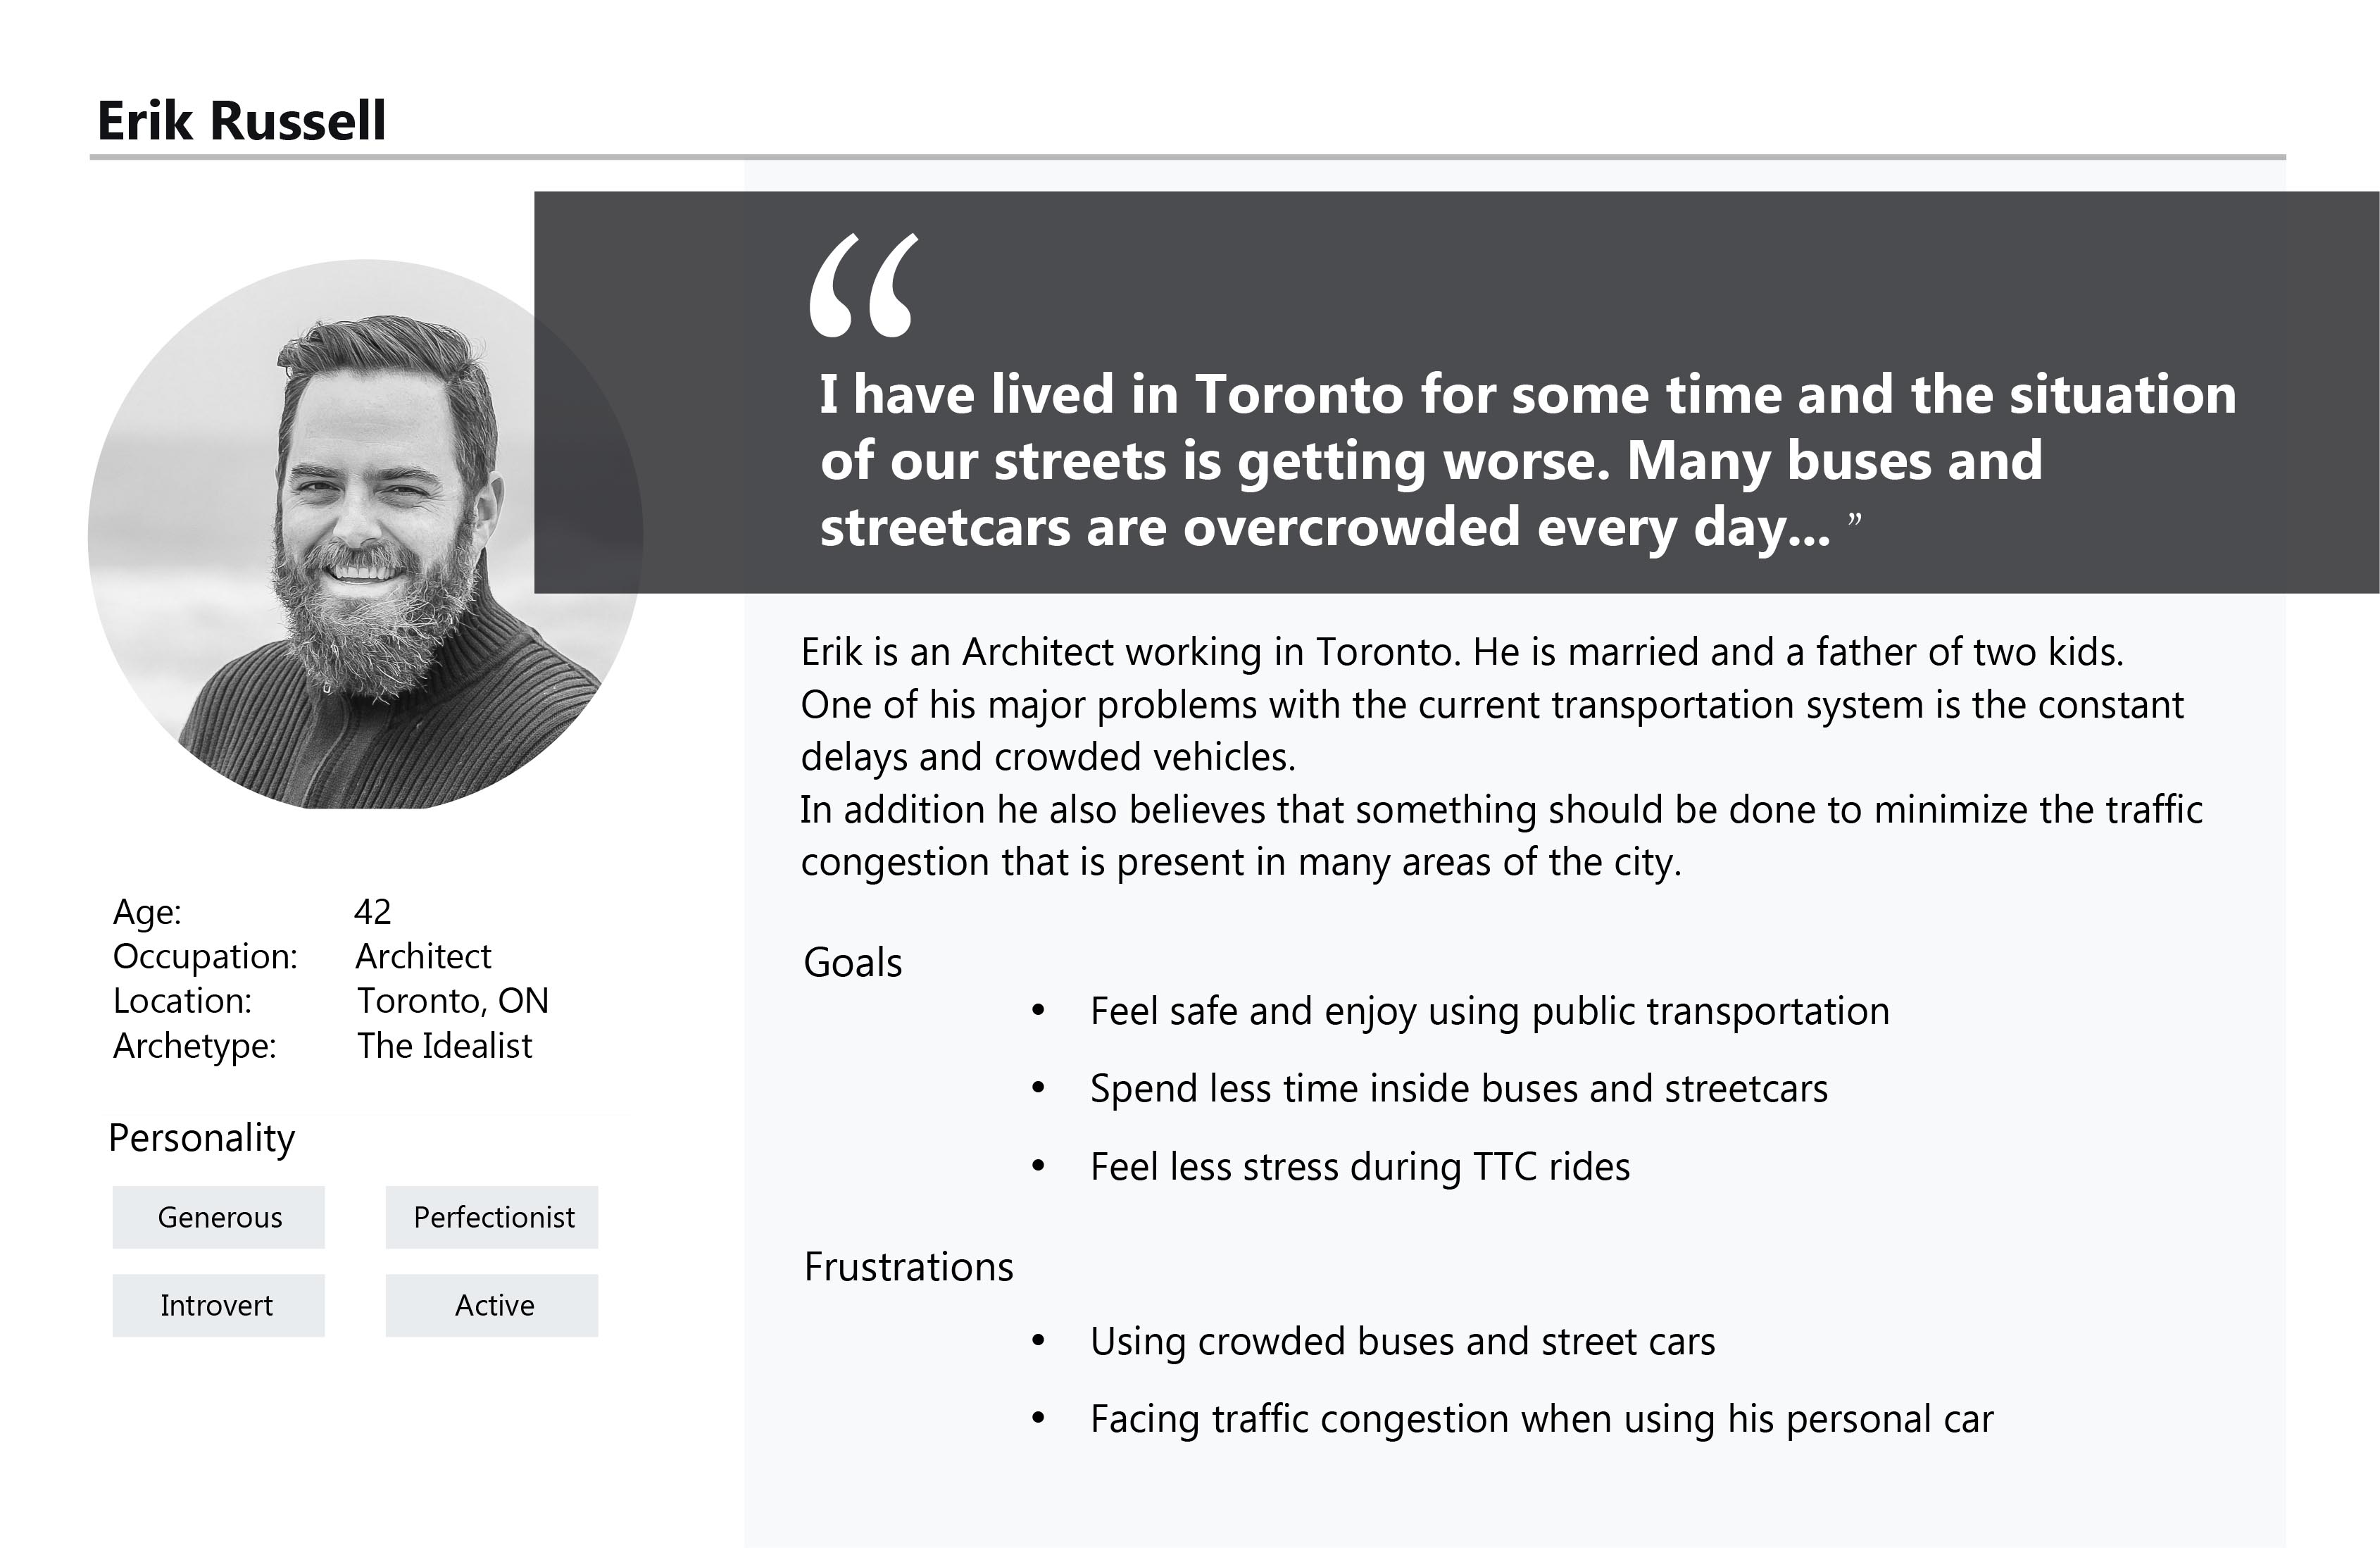 Erik Russell
“
I have lived in Toronto for some time and the situation
of our streets is getting worse. Many buses and
streetcars are overcrowded every day... ”
Erik is an Architect working in Toronto. He is married and a father of two kids.
One of his major problems with the current transportation system is the constant
delays and crowded vehicles.
In addition he also believes that something should be done to minimize the traffic
congestion that is present in many areas of the city.
Age: 42
Occupation: Architect
Location: Toronto, ON
Archetype: The Idealist
Personality
Generous Perfectionist
Introvert Active
Goals
• Feel safe and enjoy using public transportation
• Spend less time inside buses and streetcars
• Feel less stress during TTC rides
Frustrations
• Using crowded buses and street cars
• Facing traffic congestion when using his personal car